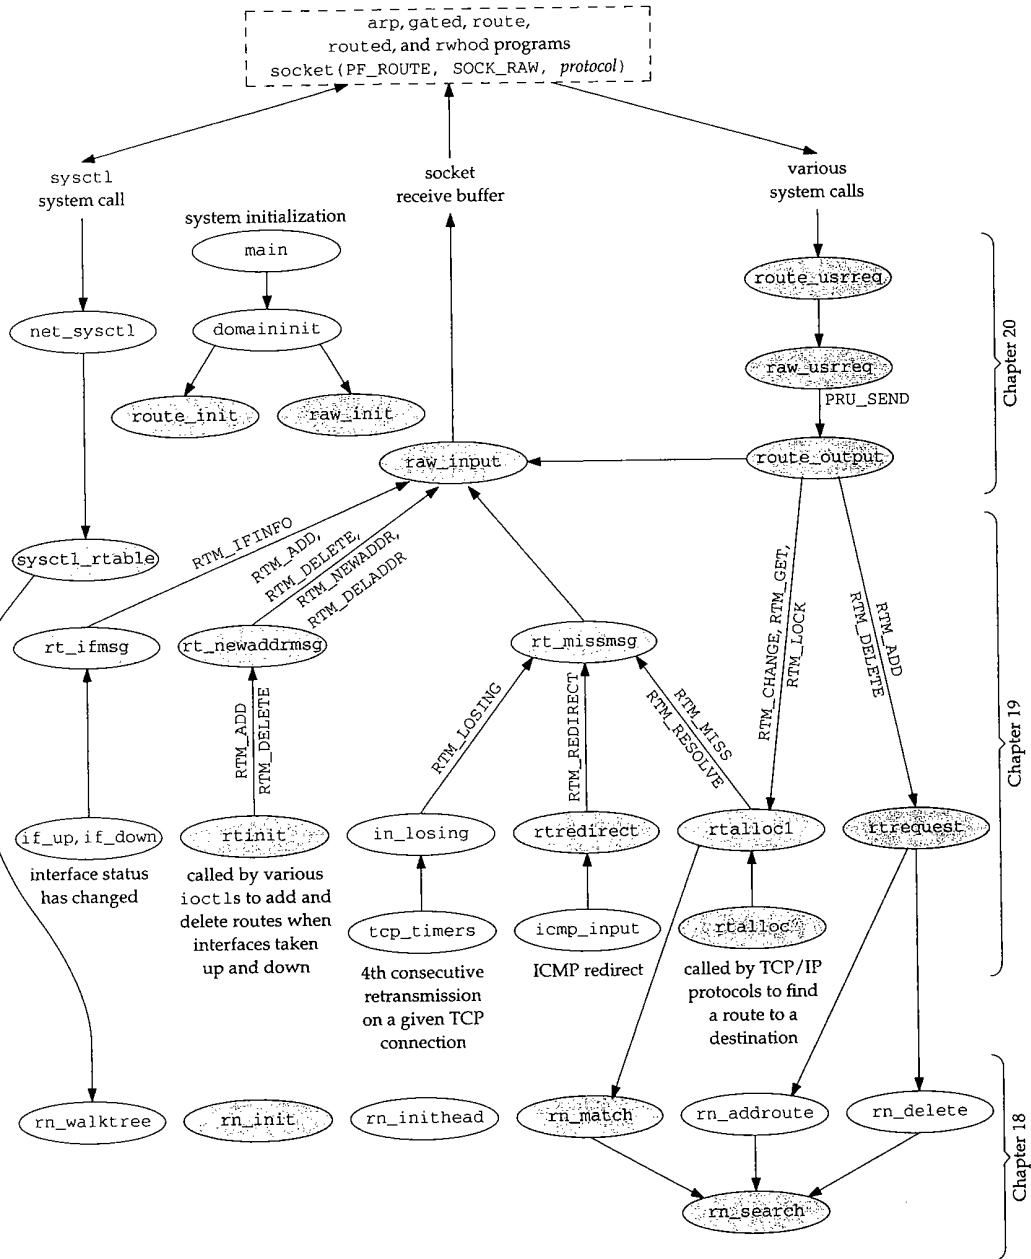 arp, gated, route,
routed, and rwhod programs
socket(PF_ROUTE, SOCK_RAW, protocol)
sysctl
system call
socket
receive buffer
various
system calls
system initialization
main
route_usrreq
net_sysctl
domaininit
raw_usrreq
PRU_SEND
route_init
raw_init
raw_input
route_output
Chapter 20
sysctl_rtable
RTM_IFINFO
RTM_ADD,
RTM_DELETE,
RTM_NEWADDR,
RTM_DELADDR
rt_ifmsg
rt_newaddrmsg
rt_missmsg
RTM_CHANGE, RTM_GET,
RTM_LOCK
RTM_ADD
RTM_DELETE
RTM_ADD
RTM_DELETE
RTM_LOSING
RTM_REDIRECT
RTM_MISS
RTM_RESOLVE
if_up, if_down
interface status
has changed
rtinit
called by various
ioctls to add and
delete routes when
interfaces taken
up and down
in_losing
rtredirect
rtalloc1
rtrequest
tcp_timers
4th consecutive
retransmission
on a given TCP
connection
icmp_input
ICMP redirect
rtalloc
called by TCP/IP
protocols to find
a route to a
destination
Chapter 19
rn_walktree
rn_init
rn_inithead
rn_match
rn_addroute
rn_delete
rn_search
Chapter 18